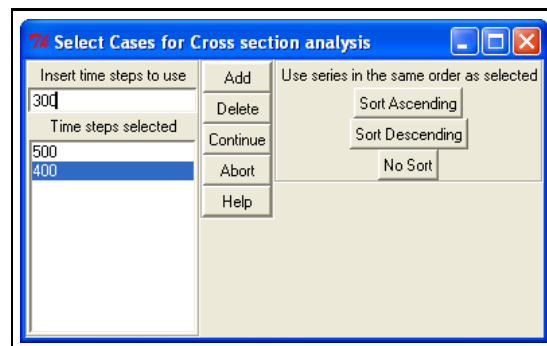 Select Cases for Cross section analysis
Insert time steps to use
300
Time steps selected
500
400
Add
Delete
Continue
Abort
Help
Use series in the same order as selected
Sort Ascending
Sort Descending
No Sort